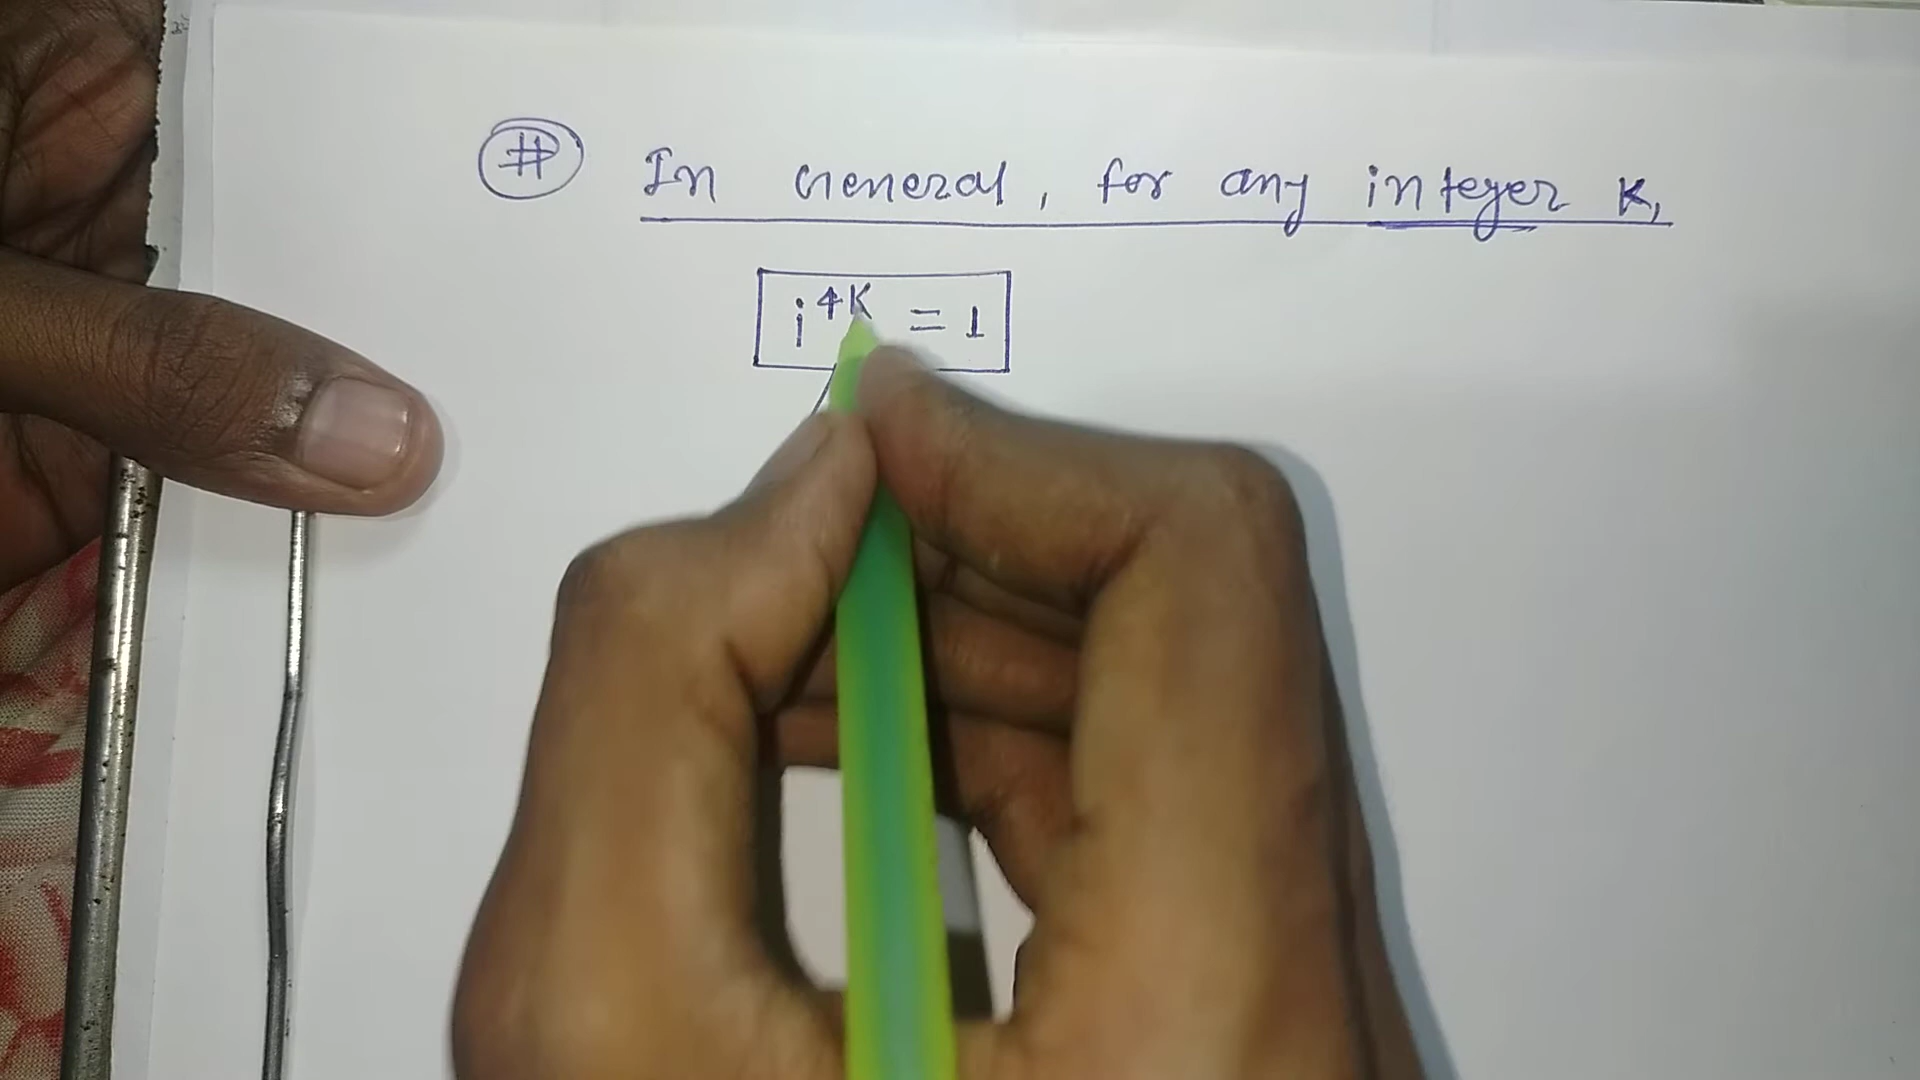 # In General, for any integer K,
i^4K = 1